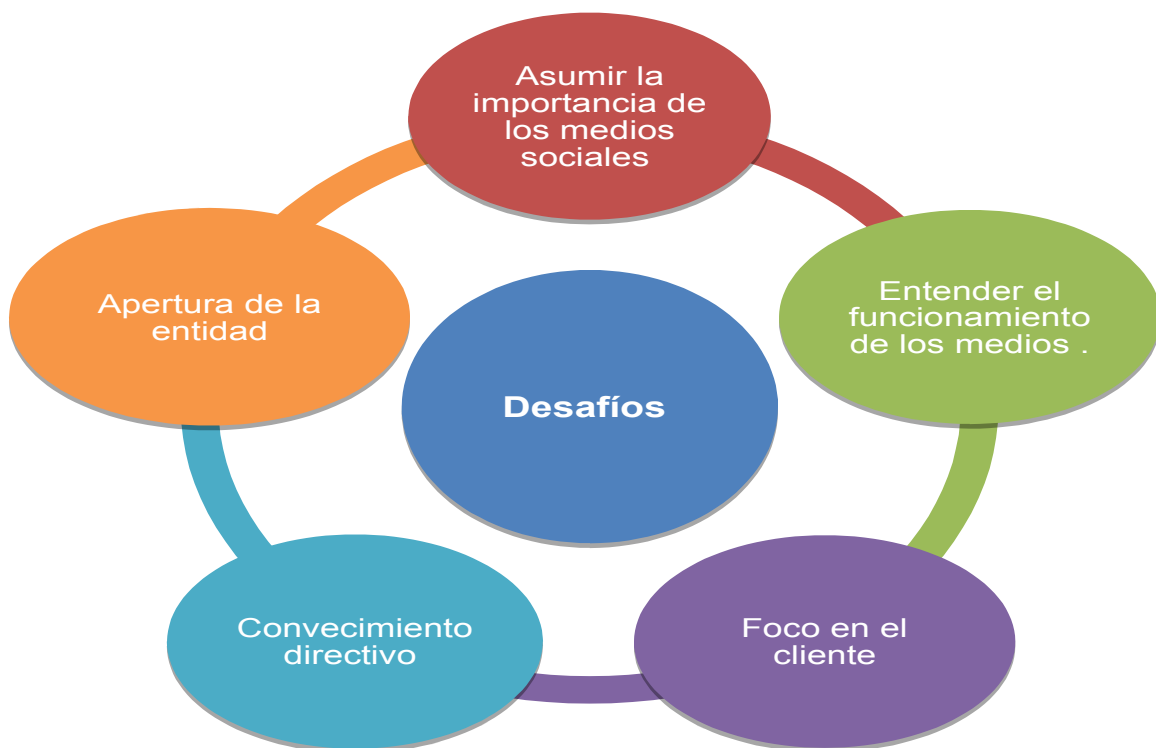 Asumir la
importancia de
los medios
sociales
Entender el
funcionamiento
de los medios .
Foco en el
cliente
Convecimiento
directivo
Apertura de la
entidad
Desafíos